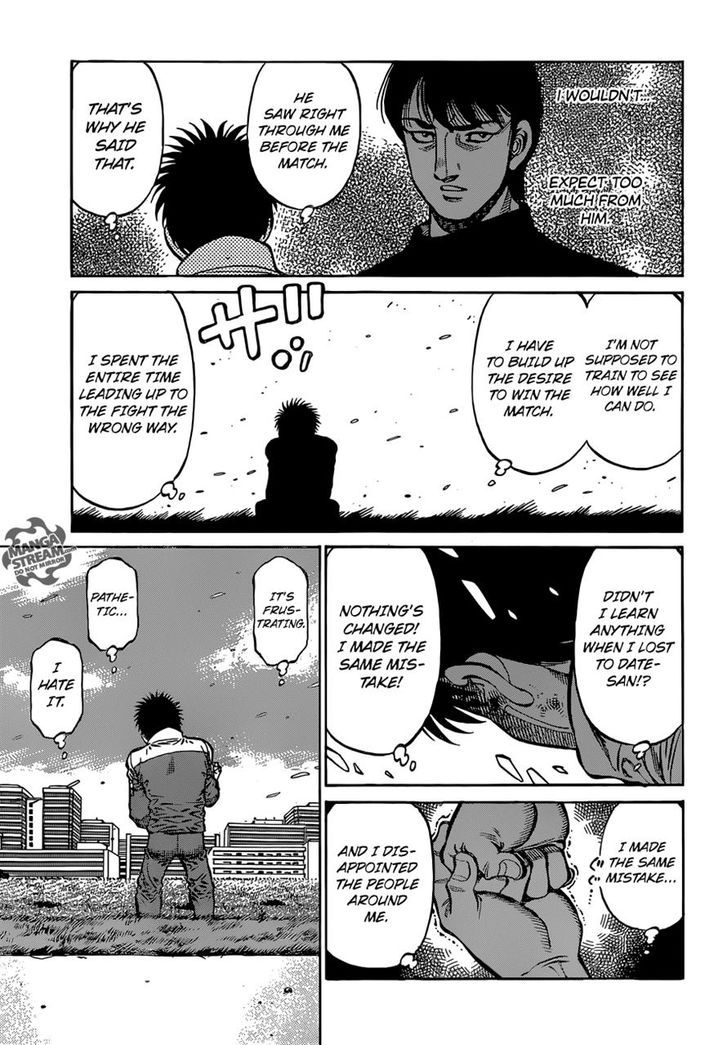 I WOULDN'T...
EXPECT TOO
MUCH FROM
HIM.
HE
SAW RIGHT
THROUGH ME
BEFORE THE
MATCH.
THAT'S
WHY HE
SAID
THAT.
I'M NOT
SUPPOSED TO
TRAIN TO SEE
HOW WELL I
CAN DO.
I HAVE
TO BUILD UP
THE DESIRE
TO WIN THE
MATCH.
ザザ
I SPENT THE
ENTIRE TIME
LEADING UP TO
THE FIGHT THE
WRONG WAY.
DIDN'T
I LEARN
ANYTHING
WHEN I LOST
TO DATE-
SAN!?
NOTHING'S
CHANGED!
I MADE THE
SAME MIS-
TAKE!
I MADE
THE SAME
MISTAKE...
AND I DIS-
APPOINTED
THE PEOPLE
AROUND
ME.
IT'S
FRUS-
TRATING.
PATHE-
TIC...
I
HATE
IT.
MANGA
STREAM
DO NOT MIRROR